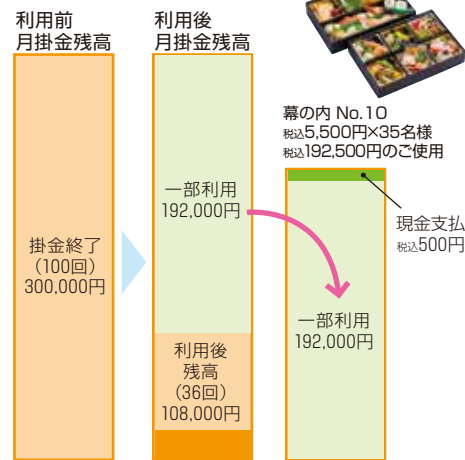 利用前
月掛金残高
利用後
月掛金残高
幕の内 No.10
税込5,500円×35名様
税込192,500円のご使用
現金支払
税込500円
掛金終了
(100回)
300,000円
一部利用
192,000円
利用後
残高
(36回)
108,000円
一部利用
192,000円